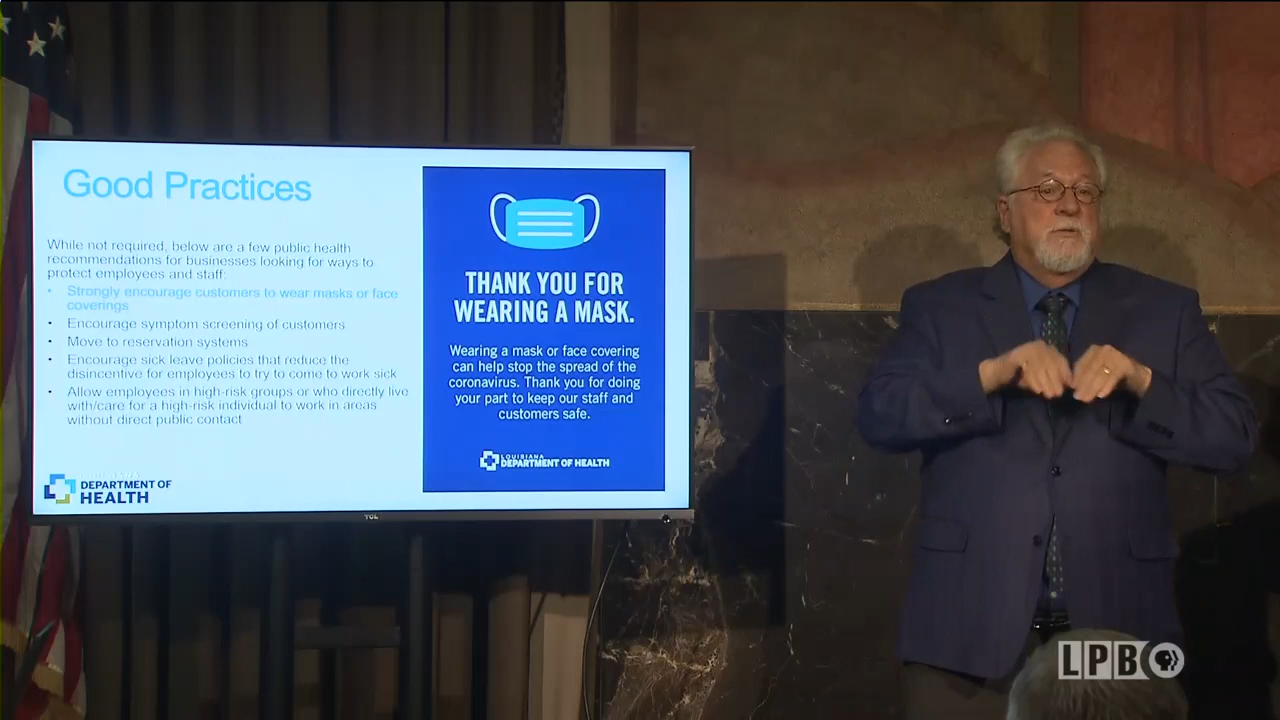 Good Practices
While not required, below are a few public health
recommendations for businesses looking for ways to
protect employees and staff:
• Strongly encourage customers to wear masks or face
coverings
• Encourage symptom screening of customers
• Move to reservation systems
• Encourage sick leave policies that reduce the
disincentive for employees to try to come to work sick
• Allow employees in high-risk groups or who directly live
with/care for a high-risk individual to work in areas
without direct public contact
DEPARTMENT OF
HEALTH
THANK YOU FOR
WEARING A MASK.
Wearing a mask or face covering
can help stop the spread of the
coronavirus. Thank you for doing
your part to keep our staff and
customers safe.
LOUISIANA
DEPARTMENT OF HEALTH
TCL
LPB